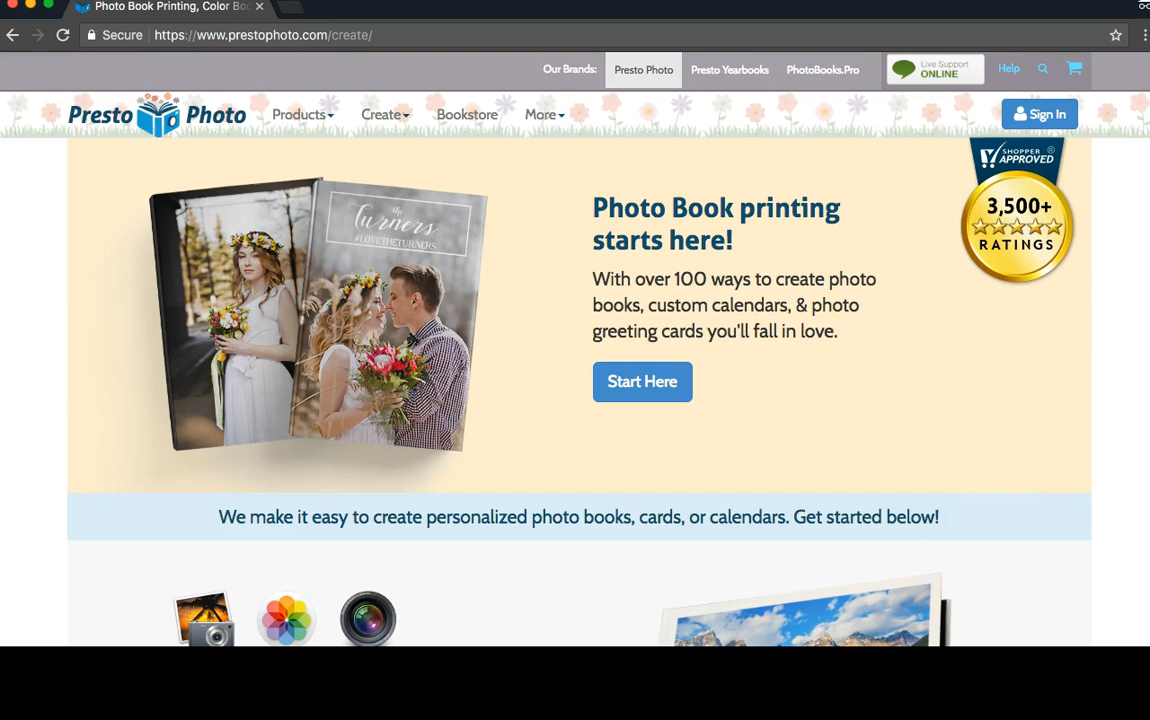 Photo Book Printing, Color Boo
Secure https://www.prestophoto.com/create/
Our Brands: Presto Photo Presto Yearbooks PhotoBooks.Pro Live Support ONLINE Help
Presto Photo Products Create Bookstore More Sign In
SHOPPER APPROVED®
3,500+
RATINGS
the
Turners
#LOVETHETURNERS
Photo Book printing
starts here!
With over 100 ways to create photo
books, custom calendars, & photo
greeting cards you'll fall in love.
Start Here
We make it easy to create personalized photo books, cards, or calendars. Get started below!